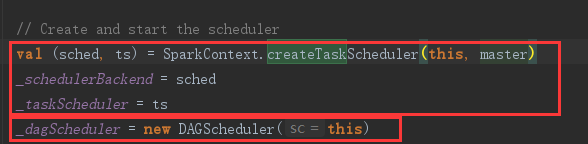 // Create and start the scheduler
val (sched, ts) = SparkContext.createTaskScheduler(this, master)
_schedulerBackend = sched
_taskScheduler = ts
_dagScheduler = new DAGScheduler( sc = this)